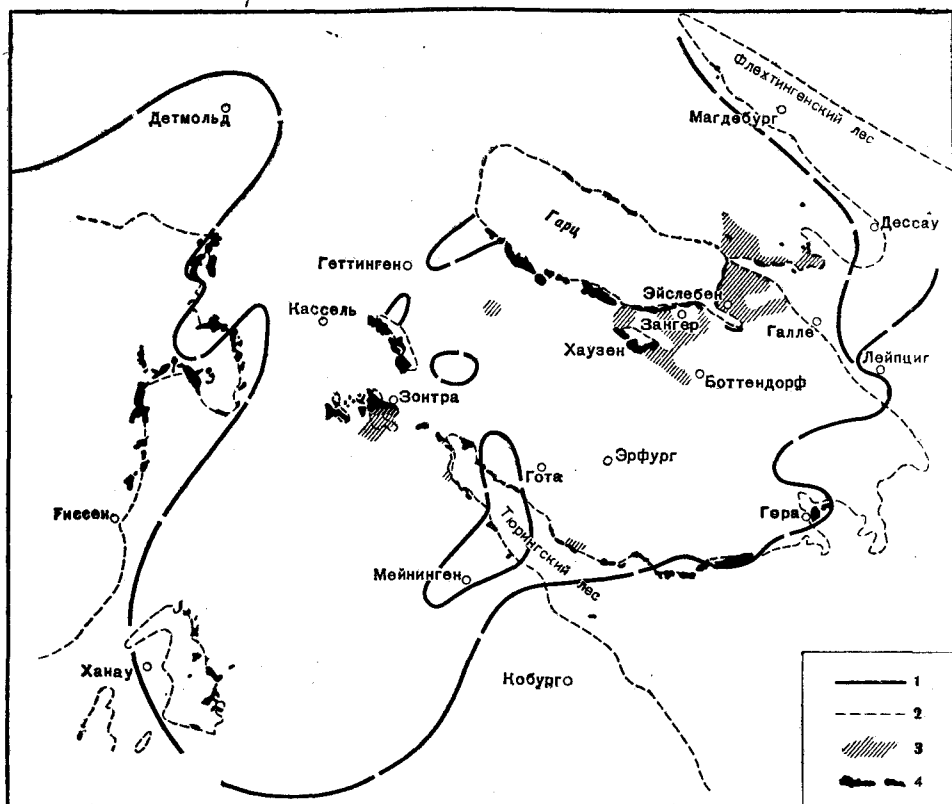 Флехтингенский лес
Магдебург
Детмольд
Дессау
Гарц
Геттинген
Эйслебен
Кассель
Зангер
Галле
Хаузен
Лейпциг
Боттендорф
Зонтра
Эрфург
Гота
Гера
Гиссен
Тюрингский лес
Мейнинген
Ханау
Кобург
1
2
3
4